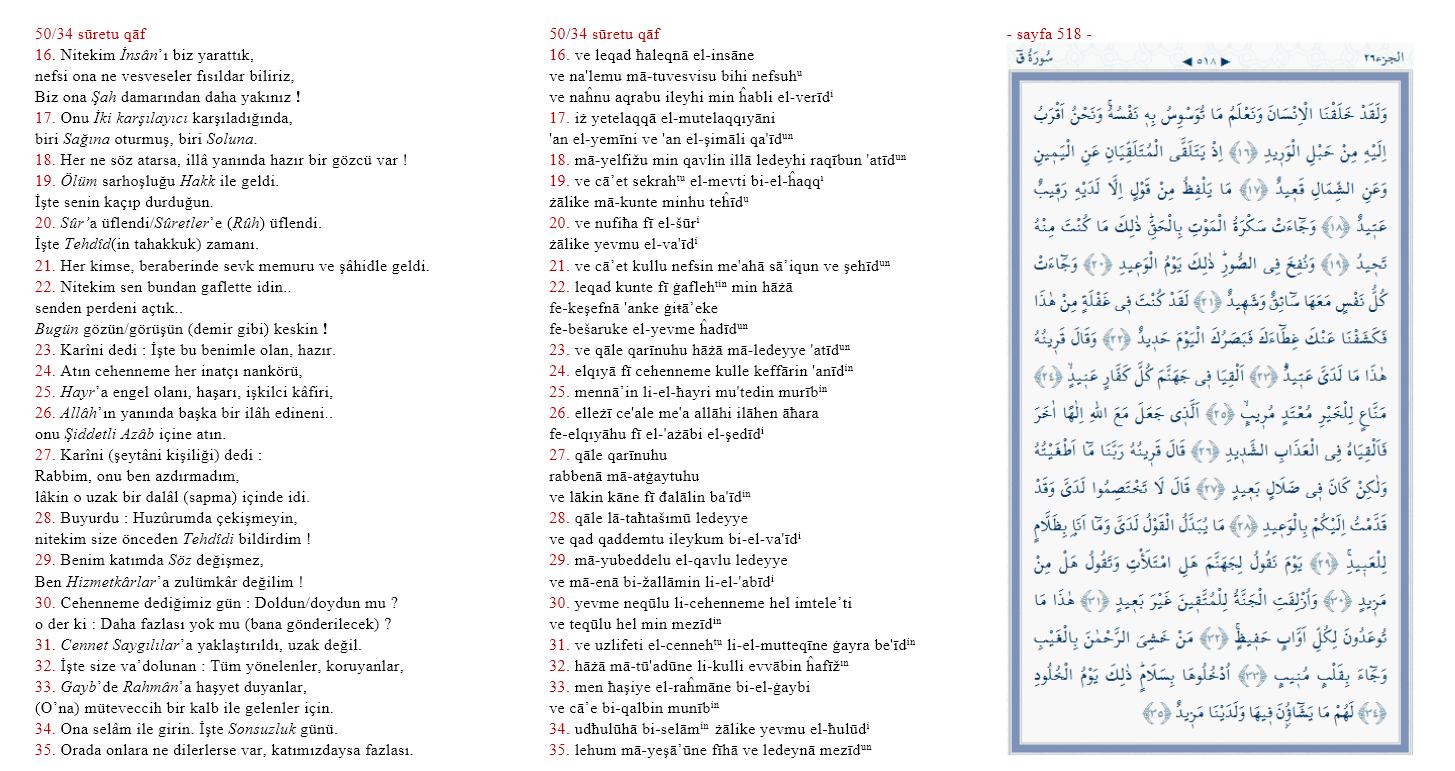 50/34 sūretu qāf
16. Nitekim İnsân’ı biz yarattık,
nefsi ona ne vesveseler fısıldar biliriz,
Biz ona Şah damarından daha yakınız !
17. Onu İki karşılayıcı karşıladığında,
biri Sağına oturmuş, biri Soluna.
18. Her ne söz atarsa, illâ yanında hazır bir gözcü var !
19. Ölüm sarhoşluğu Hakk ile geldi.
İşte senin kaçıp durduğun.
20. Sûr’a üflendi/Sûretler’e (Rûh) üflendi.
İşte Tehdîd(in tahakkuk) zamanı.
21. Her kimse, beraberinde sevk memuru ve şâhidle geldi.
22. Nitekim sen bundan gaflette idin..
senden perdeni açtık..
Bugün gözün/görüşün (demir gibi) keskin !
23. Karîni dedi : İşte bu benimle olan, hazır.
24. Atın cehenneme her inatçı nankörü,
25. Hayr’a engel olanı, haşarı, işkilci kâfiri,
26. Allâh’ın yanında başka bir ilâh edineni..
onu Şiddetli Azâb içine atın.
27. Karîni (şeytâni kişiliği) dedi :
Rabbim, onu ben azdırmadım,
lâkin o uzak bir dalâl (sapma) içinde idi.
28. Buyurdu : Huzûrumda çekişmeyin,
nitekim size önceden Tehdîdi bildirdim !
29. Benim katımda Söz değişmez,
Ben Hizmetkârlar’a zulümkâr değilim !
30. Cehenneme dediğimiz gün : Doldun/doydun mu ?
o der ki : Daha fazlası yok mu (bana gönderilecek) ?
31. Cennet Saygılılar’a yaklaştırıldı, uzak değil.
32. İşte size va’dolunan : Tüm yönelenler, koruyanlar,
33. Gayb’de Rahmân’a haşyet duyanlar,
(O’na) müteveccih bir kalb ile gelenler için.
34. Ona selâm ile girin. İşte Sonsuzluk günü.
35. Orada onlara ne dilerlerse var, katımızdaysa fazlası.
50/34 sūretu qāf
16. ve leqad ħaleqnā el-insāne
ve na'lemu mā-tuvesvisu bihi nefsuhᵘ
ve naĥnu aqrabu ileyhi min ĥabli el-verīdⁱ
17. iż yetelaqqā el-mutelaqqıyāni
'an el-yemīni ve 'an el-şimāli qa'īdᵘⁿ
18. mā-yelfižu min qavlin illā ledeyhi raqībun 'atīdᵘⁿ
19. ve cā’et sekrahᵗᵘ el-mevti bi-el-ĥaqqⁱ
żālike mā-kunte minhu teĥīdᵘ
20. ve nufiħa fī el-šūrⁱ
żālike yevmu el-va'īdⁱ
21. ve cā’et kullu nefsin me'ahā sā’iqun ve şehīdᵘⁿ
22. leqad kunte fī ġaflehᵗⁱⁿ min hāżā
fe-keşefnā 'anke ġiŧā’eke
fe-bešaruke el-yevme ĥadīdᵘⁿ
23. ve qāle qarīnuhu hāżā mā-ledeyye 'atīdᵘⁿ
24. elqıyā fī cehenneme kulle keffārin 'anīdⁱⁿ
25. mennā’in li-el-ħayri mu'tedin murībⁱⁿ
26. elleżī ce'ale me'a allāhi ilāhen āħara
fe-elqıyāhu fī el-'ażābi el-şedīdⁱ
27. qāle qarīnuhu
rabbenā mā-aŧġaytuhu
ve lākin kāne fī đalālin ba'īdⁱⁿ
28. qāle lā-taħtašımū ledeyye
ve qad qaddemtu ileykum bi-el-va'īdⁱ
29. mā-yubeddelu el-qavlu ledeyye
ve mā-enā bi-žallāmin li-el-'abīdⁱ
30. yevme neqūlu li-cehenneme hel imtele’ti
ve teqūlu hel min mezīdⁱⁿ
31. ve uzlifeti el-cennehᵗᵘ li-el-mutteqīne ġayra be'īdⁱⁿ
32. hāżā mā-tū'adūne li-kulli evvābin ĥafīžⁱⁿ
33. men ħaşiye el-raĥmāne bi-el-ġaybi
ve cā’e bi-qalbin munībⁱⁿ
34. udħulūhā bi-selāmⁱⁿ żālike yevmu el-ħulūdⁱ
35. lehum mā-yeşā’ūne fīhā ve ledeynā mezīdᵘⁿ
- sayfa 518 -
الجزء ٢٦ ٥١٨ سُورَةُ قٓ
وَلَقَدْ خَلَقْنَا الْاِنْسَانَ وَنَعْلَمُ مَا تُوَسْوِسُ بِهٖ نَفْسُهُۚ وَنَحْنُ اَقْرَبُ
اِلَيْهِ مِنْ حَبْلِ الْوَرٖيدِ ﴿١٦﴾ اِذْ يَتَلَقَّى الْمُتَلَقِّيَانِ عَنِ الْيَمٖينِ
وَعَنِ الشِّمَالِ قَعٖيدٌ ﴿١٧﴾ مَا يَلْفِظُ مِنْ قَوْلٍ اِلَّا لَدَيْهِ رَقٖيبٌ
عَتٖيدٌ ﴿١٨﴾ وَجَٓاءَتْ سَكْرَةُ الْمَوْتِ بِالْحَقِّۜ ذٰلِكَ مَا كُنْتَ مِنْهُ
تَحٖيدُ ﴿١٩﴾ وَنُفِخَ فِى الصُّورِۜ ذٰلِكَ يَوْمُ الْوَعٖيدِ ﴿٢٠﴾ وَجَٓاءَتْ
كُلُّ نَفْسٍ مَعَهَا سَٓائِقٌ وَشَهٖيدٌ ﴿٢١﴾ لَقَدْ كُنْتَ فٖى غَفْلَةٍ مِنْ هٰذَا
فَكَشَفْنَا عَنْكَ غِطَٓاءَكَ فَبَصَرُكَ الْيَوْمَ حَدٖيدٌ ﴿٢٢﴾ وَقَالَ قَرٖينُهُ
هٰذَا مَا لَدَىَّ عَتٖيدٌۜ ﴿٢٣﴾ اَلْقِيَا فٖى جَهَنَّمَ كُلَّ كَفَّارٍ عَنٖيدٍۙ ﴿٢٤﴾
مَنَّاعٍ لِلْخَيْرِ مُعْتَدٍ مُرٖيبٍۙ ﴿٢٥﴾ اَلَّذٖى جَعَلَ مَعَ اللّٰهِ اِلٰهًا اٰخَرَ
فَاَلْقِيَاهُ فِى الْعَذَابِ الشَّدٖيدِ ﴿٢٦﴾ قَالَ قَرٖينُهُ رَبَّنَا مَٓا اَطْغَيْتُهُ
وَلٰكِنْ كَانَ فٖى ضَلَالٍ بَعٖيدٍ ﴿٢٧﴾ قَالَ لَا تَخْتَصِمُوا لَدَىَّ وَقَدْ
قَدَّمْتُ اِلَيْكُمْ بِالْوَعٖيدِ ﴿٢٨﴾ مَا يُبَدَّلُ الْقَوْلُ لَدَىَّ وَمَٓا اَنَا۬ بِظَلَّامٍ
لِلْعَبٖيدِ۟ ﴿٢٩﴾ يَوْمَ نَقُولُ لِجَهَنَّمَ هَلِ امْتَلَأْتِ وَتَقُولُ هَلْ مِنْ
مَزٖيدٍ ﴿٣٠﴾ وَاُزْلِفَتِ الْجَنَّةُ لِلْمُتَّقٖينَ غَيْرَ بَعٖيدٍ ﴿٣١﴾ هٰذَا مَا
تُوعَدُونَ لِكُلِّ اَوَّابٍ حَفٖيظٍۚ ﴿٣٢﴾ مَنْ خَشِىَ الرَّحْمٰنَ بِالْغَيْبِ
وَجَٓاءَ بِقَلْبٍ مُنٖيبٍ ﴿٣٣﴾ اُدْخُلُوهَا بِسَلَامٍۜ ذٰلِكَ يَوْمُ الْخُلُودِ
﴿٣٤﴾ لَهُمْ مَا يَشَٓاؤُ۫نَ فٖيهَا وَلَدَيْنَا مَزٖيدٌ ﴿٣٥﴾